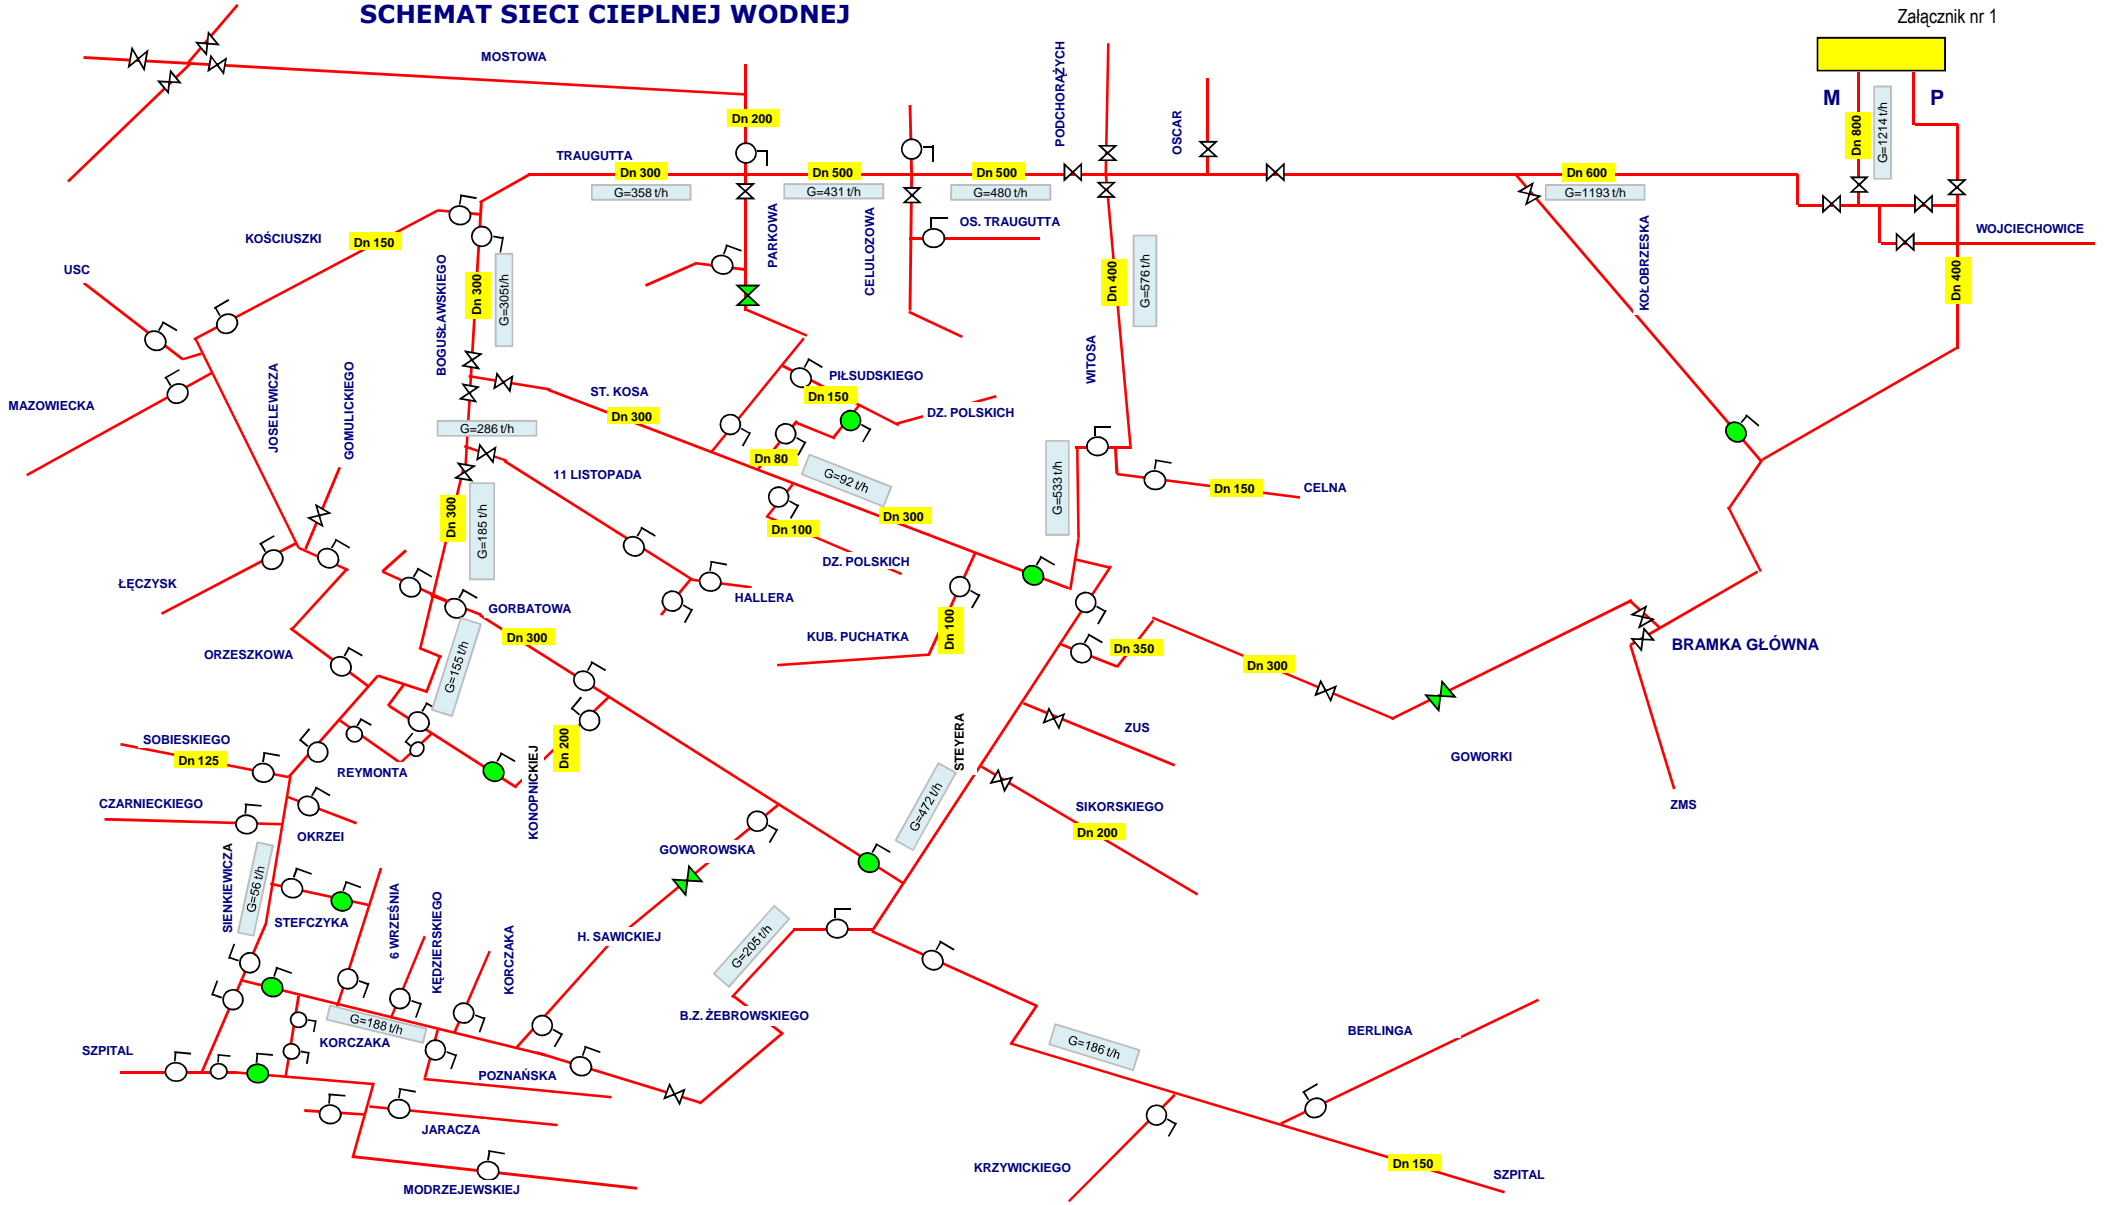 SCHEMAT SIECI CIEPLNEJ WODNEJ
Załącznik nr 1
MOSTOWA
PODCHORĄŻYCH
OSCAR
M
P
Dn 800
G=1214 t/h
Dn 200
TRAUGUTTA
Dn 300
Dn 500
Dn 500
Dn 600
G=358 t/h
G=431 t/h
G=480 t/h
G=1193 t/h
KOŚCIUSZKI
Dn 150
PARKOWA
CELULOZOWA
OS. TRAUGUTTA
WOJCIECHOWICE
KOŁOBRZESKA
Dn 400
USC
BOGUSŁAWSKIEGO
Dn 300
G=305t/h
Dn 400
G=576 t/h
WITOSA
MAZOWIECKA
JOSELEWICZA
GOMULICKIEGO
ST. KOSA
Dn 300
PIŁSUDSKIEGO
Dn 150
DZ. POLSKICH
G=286 t/h
Dn 80
G=92 t/h
11 LISTOPADA
Dn 300
G=185 t/h
Dn 300
Dn 100
G=533 t/h
Dn 150
CELNA
DZ. POLSKICH
ŁĘCZYSK
HALLERA
GORBATOWA
Dn 300
KUB. PUCHATKA
Dn 100
Dn 350
Dn 300
BRAMKA GŁÓWNA
ORZESZKOWA
G=155 t/h
ZUS
STEYERA
SOBIESKIEGO
Dn 125
REYMONTA
KONOPNICKIEJ
Dn 200
GOWORKI
CZARNIECKIEGO
OKRZEI
G=472 t/h
SIKORSKIEGO
Dn 200
ZMS
GOWOROWSKA
SIENKIEWICZA
G=56 t/h
STEFCZYKA
6 WRZEŚNIA
KĘDZIERSKIEGO
KORCZAKA
H. SAWICKIEJ
G=205 t/h
B.Z. ŻEBROWSKIEGO
G=188 t/h
KORCZAKA
BERLINGA
SZPITAL
POZNAŃSKA
G=186 t/h
JARACZA
KRZYWICKIEGO
Dn 150
SZPITAL
MODRZEJEWSKIEJ